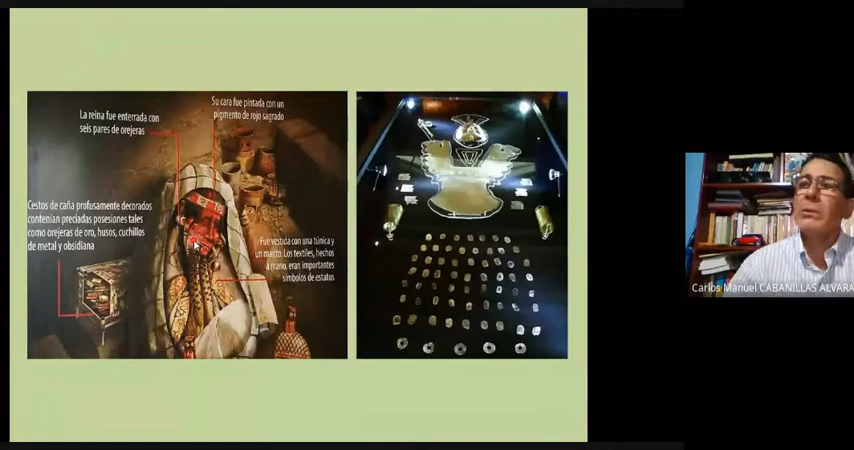 La reina fue enterrada con
seis pares de orejeras
Su cara fue pintada con un
pigmento de rojo sagrado
Cestos de caña profusamente decorados
contenían preciadas posesiones tales
como orejeras de oro, husos, cuchillos
de metal y obsidiana
Fue vestida con una túnica y
un manto. Los textiles, hechos
a mano, eran importantes
símbolos de estatus
Carlos Manuel CABANILLAS ALVARA